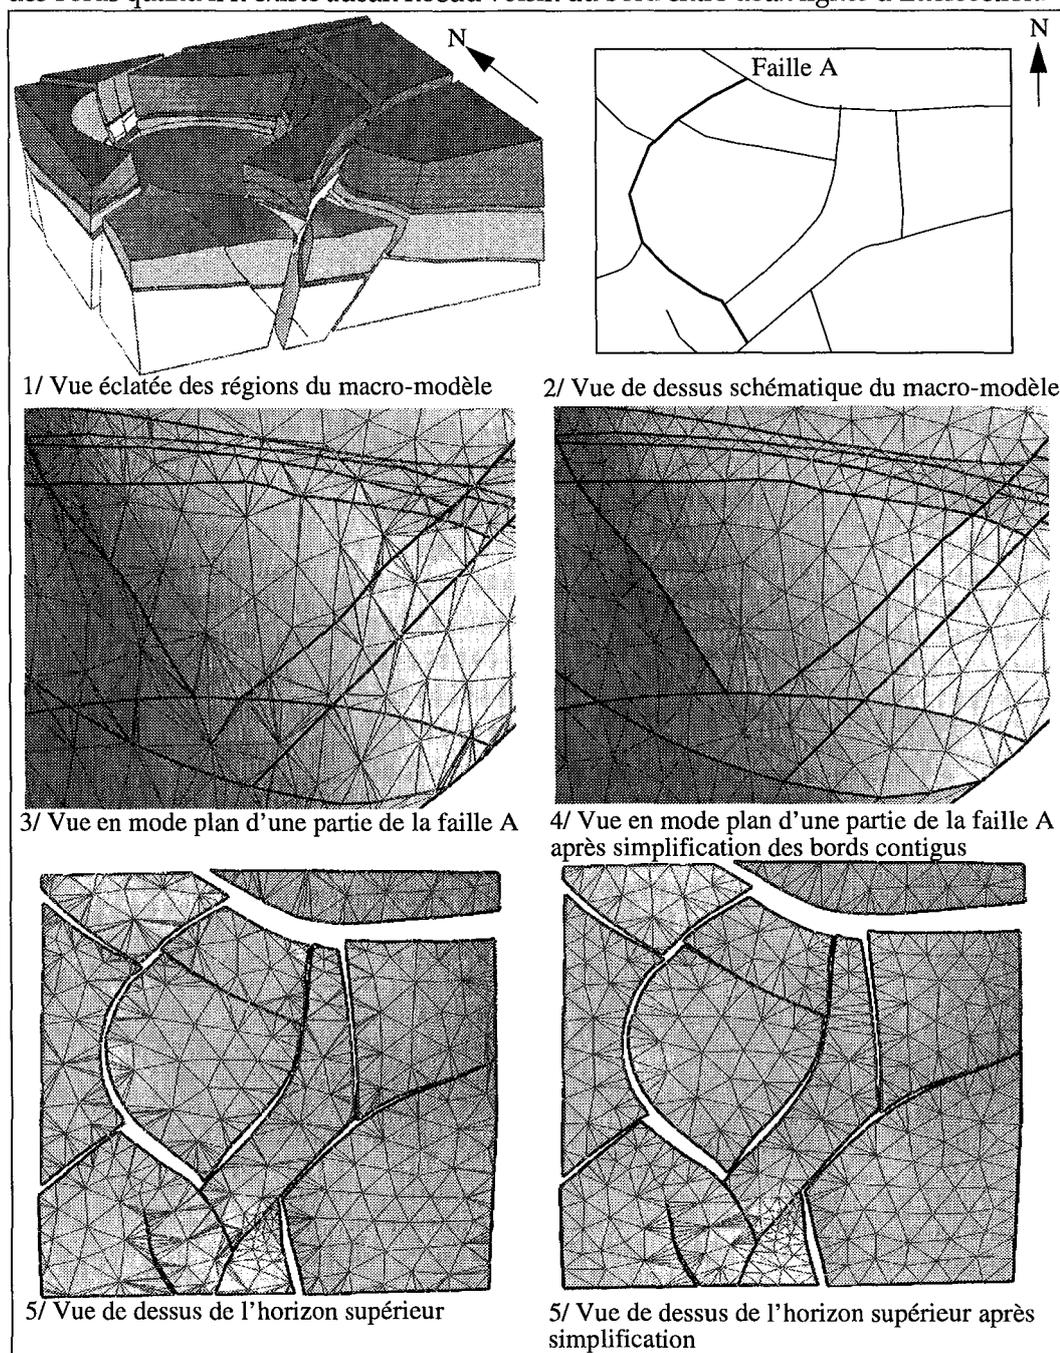 N
N
Faille A
1/ Vue éclatée des régions du macro-modèle
2/ Vue de dessus schématique du macro-modèle
3/ Vue en mode plan d'une partie de la faille A
4/ Vue en mode plan d'une partie de la faille A
après simplification des bords contigus
5/ Vue de dessus de l'horizon supérieur
5/ Vue de dessus de l'horizon supérieur après
simplification